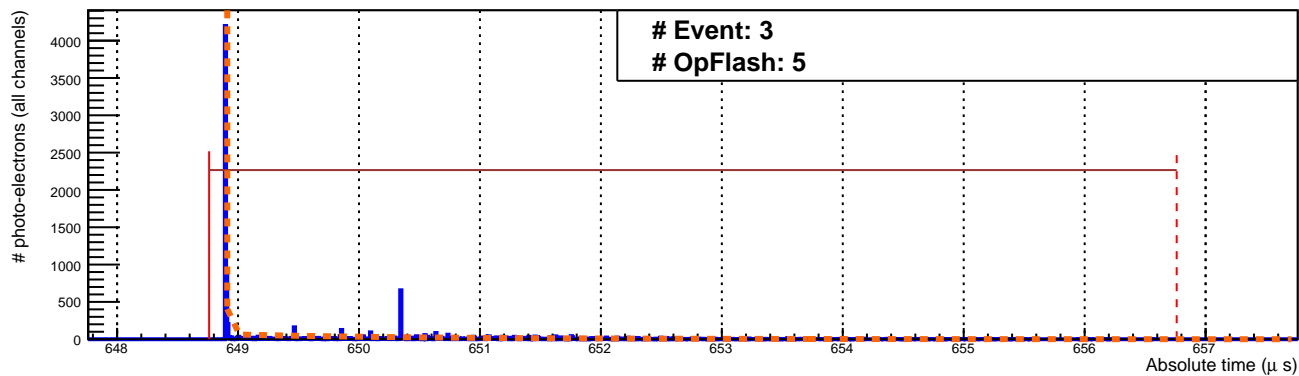 # Event: 3
# OpFlash: 5
# photo-electrons (all channels)
4000
3500
3000
2500
2000
1500
1000
500
0
648 649 650 651 652 653 654 655 656 657
Absolute time (μ s)